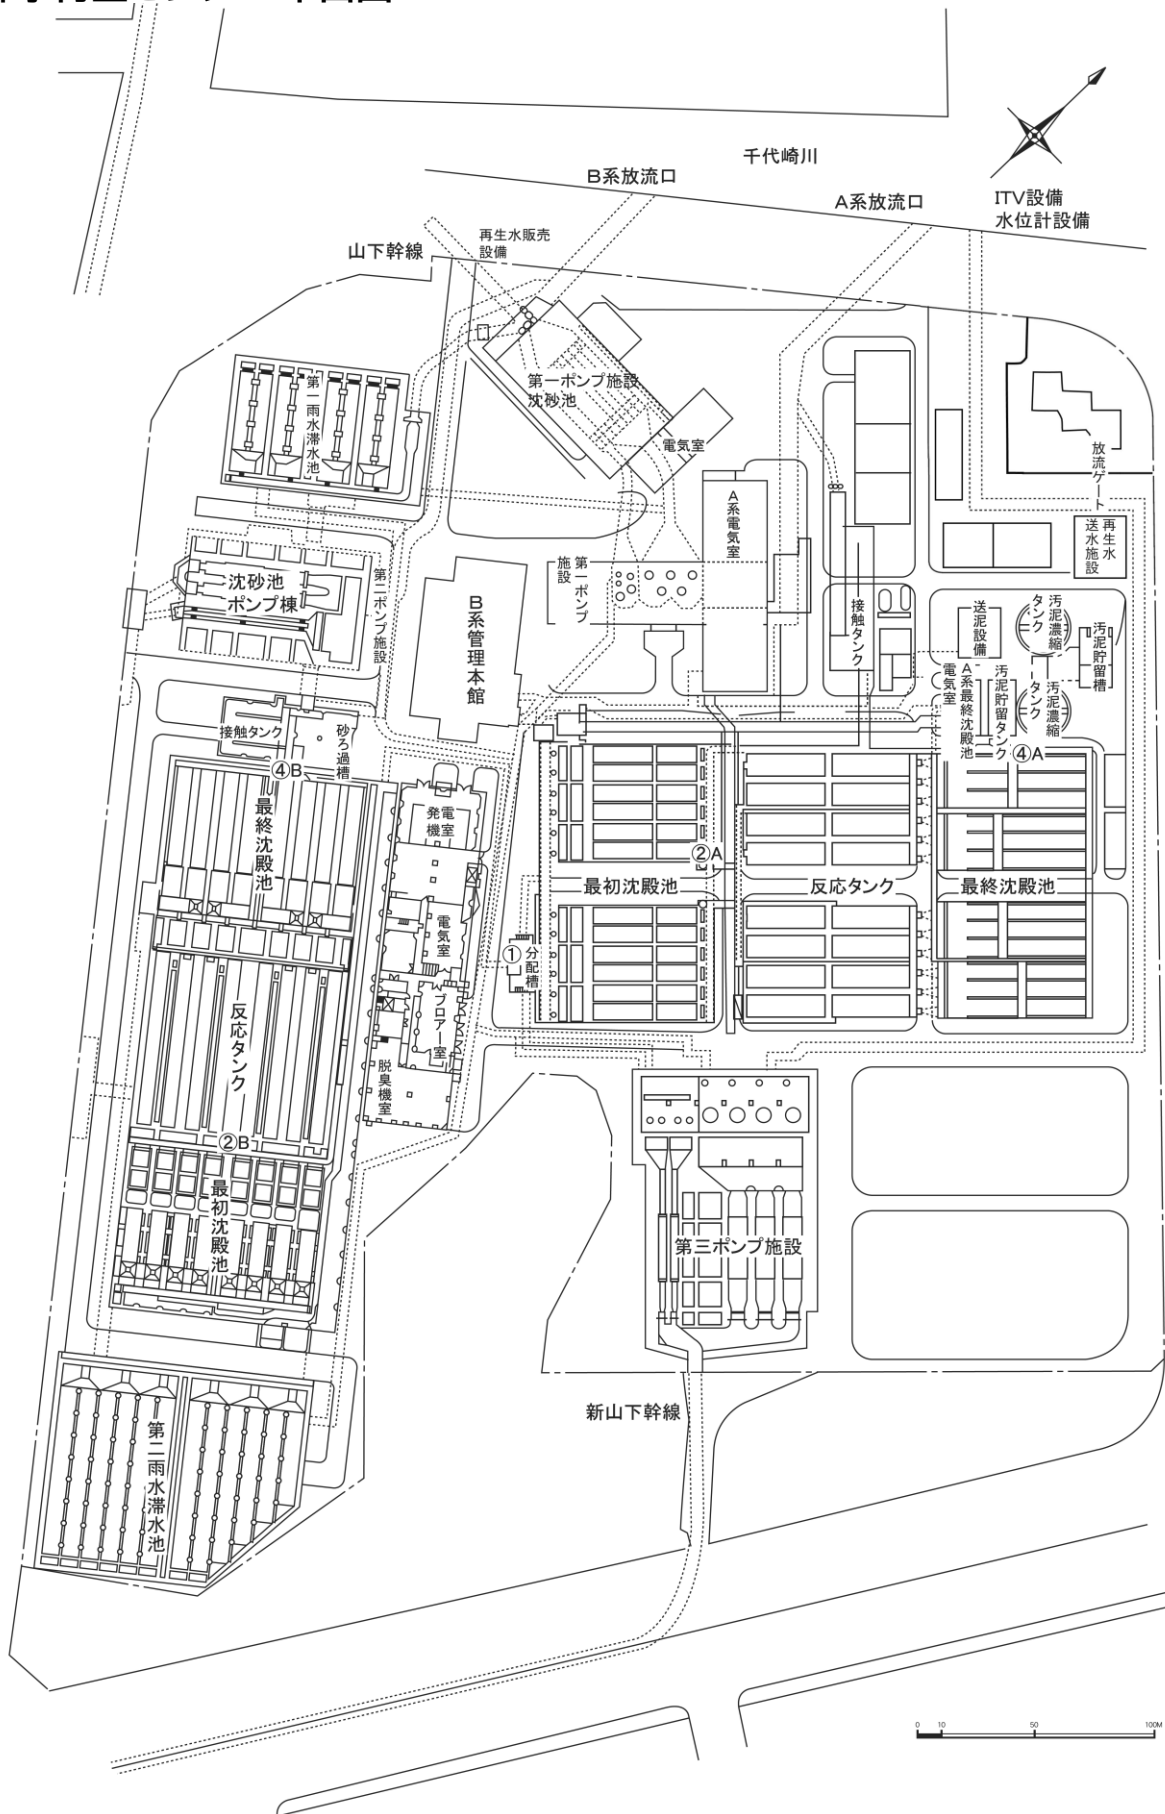 千代崎川
B系放流口
A系放流口
ITV設備
水位計設備
山下幹線
再生水販売
設備
第一ポンプ施設
沈砂池
電気室
第一雨水滞水池
A系電気室
放流ゲート
再生水
送水施設
沈砂池
ポンプ棟
第二ポンプ施設
B系管理本館
第一ポンプ
施設
接触タンク
送泥設備
汚泥濃縮
タンク
汚泥貯留槽
A系最終沈殿池
電気室
汚泥貯留タンク
汚泥濃縮
タンク
④A
接触タンク
砂ろ過槽
④B
最終沈殿池
発電
機室
②A
最初沈殿池
反応タンク
最終沈殿池
電気室
①
分配槽
反応タンク
ブロアー室
脱臭機室
②B
最初沈殿池
第三ポンプ施設
新山下幹線
第二雨水滞水池
0 10 50 100M